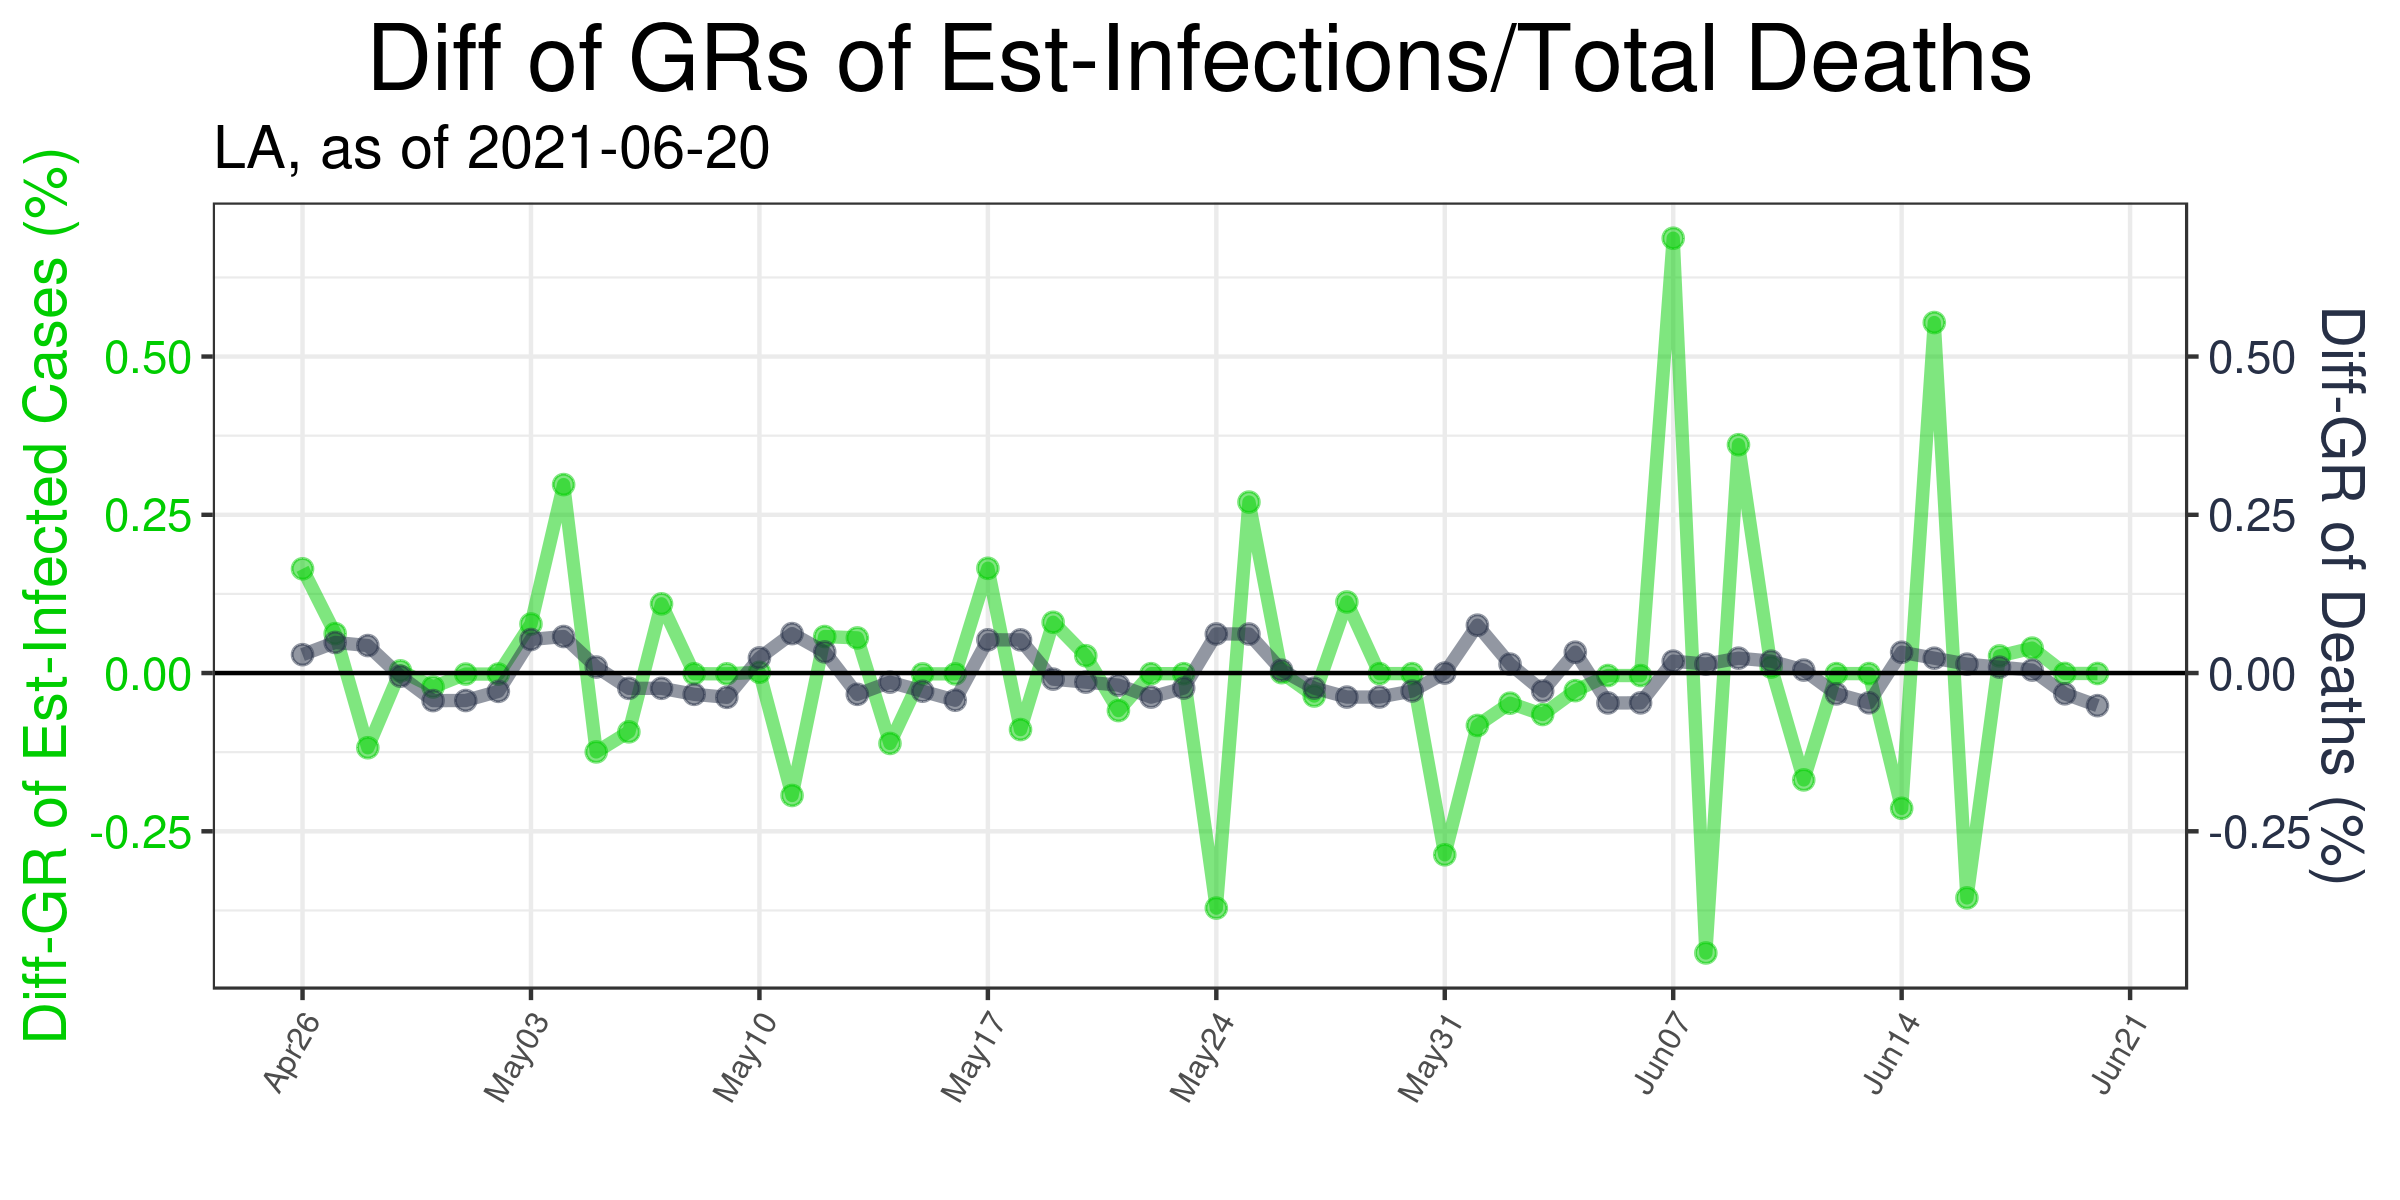 Diff of GRs of Est-Infections/Total Deaths
LA, as of 2021-06-20
Diff-GR of Est-Infected Cases (%)
0.50
0.25
0.00
-0.25
0.50
0.25
0.00
-0.25
Diff-GR of Deaths (%)
Apr26
May03
May10
May17
May24
May31
Jun07
Jun14
Jun21